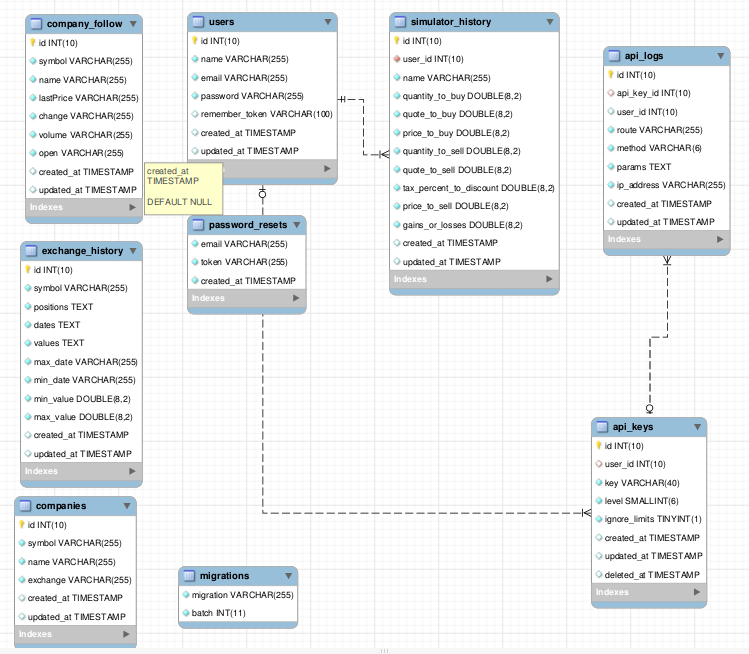 company_follow
id INT(10)
symbol VARCHAR(255)
name VARCHAR(255)
lastPrice VARCHAR(255)
change VARCHAR(255)
volume VARCHAR(255)
open VARCHAR(255)
created_at TIMESTAMP
updated_at TIMESTAMP
Indexes
users
id INT(10)
name VARCHAR(255)
email VARCHAR(255)
password VARCHAR(255)
remember_token VARCHAR(100)
created_at TIMESTAMP
updated_at TIMESTAMP
created_at
TIMESTAMP
DEFAULT NULL
simulator_history
id INT(10)
user_id INT(10)
name VARCHAR(255)
quantity_to_buy DOUBLE(8,2)
quote_to_buy DOUBLE(8,2)
price_to_buy DOUBLE(8,2)
quantity_to_sell DOUBLE(8,2)
quote_to_sell DOUBLE(8,2)
tax_percent_to_discount DOUBLE(8,2)
price_to_sell DOUBLE(8,2)
gains_or_losses DOUBLE(8,2)
created_at TIMESTAMP
updated_at TIMESTAMP
Indexes
api_logs
id INT(10)
api_key_id INT(10)
user_id INT(10)
route VARCHAR(255)
method VARCHAR(6)
params TEXT
ip_address VARCHAR(255)
created_at TIMESTAMP
updated_at TIMESTAMP
Indexes
password_resets
email VARCHAR(255)
token VARCHAR(255)
created_at TIMESTAMP
Indexes
exchange_history
id INT(10)
symbol VARCHAR(255)
positions TEXT
dates TEXT
values TEXT
max_date VARCHAR(255)
min_date VARCHAR(255)
min_value DOUBLE(8,2)
max_value DOUBLE(8,2)
created_at TIMESTAMP
updated_at TIMESTAMP
Indexes
api_keys
id INT(10)
user_id INT(10)
key VARCHAR(40)
level SMALLINT(6)
ignore_limits TINYINT(1)
created_at TIMESTAMP
updated_at TIMESTAMP
deleted_at TIMESTAMP
Indexes
companies
id INT(10)
symbol VARCHAR(255)
name VARCHAR(255)
exchange VARCHAR(255)
created_at TIMESTAMP
updated_at TIMESTAMP
Indexes
migrations
migration VARCHAR(255)
batch INT(11)